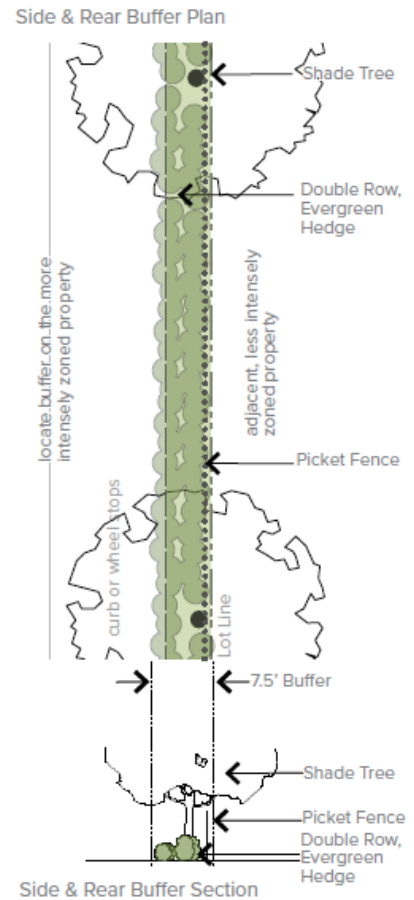 Side & Rear Buffer Plan
Shade Tree
Double Row,
Evergreen
Hedge
locate buffer on the more
intensely zoned property
adjacent, less intensely
zoned property
Picket Fence
curb or wheel stops
Lot Line
7.5' Buffer
Shade Tree
Picket Fence
Double Row,
Evergreen
Hedge
Side & Rear Buffer Section